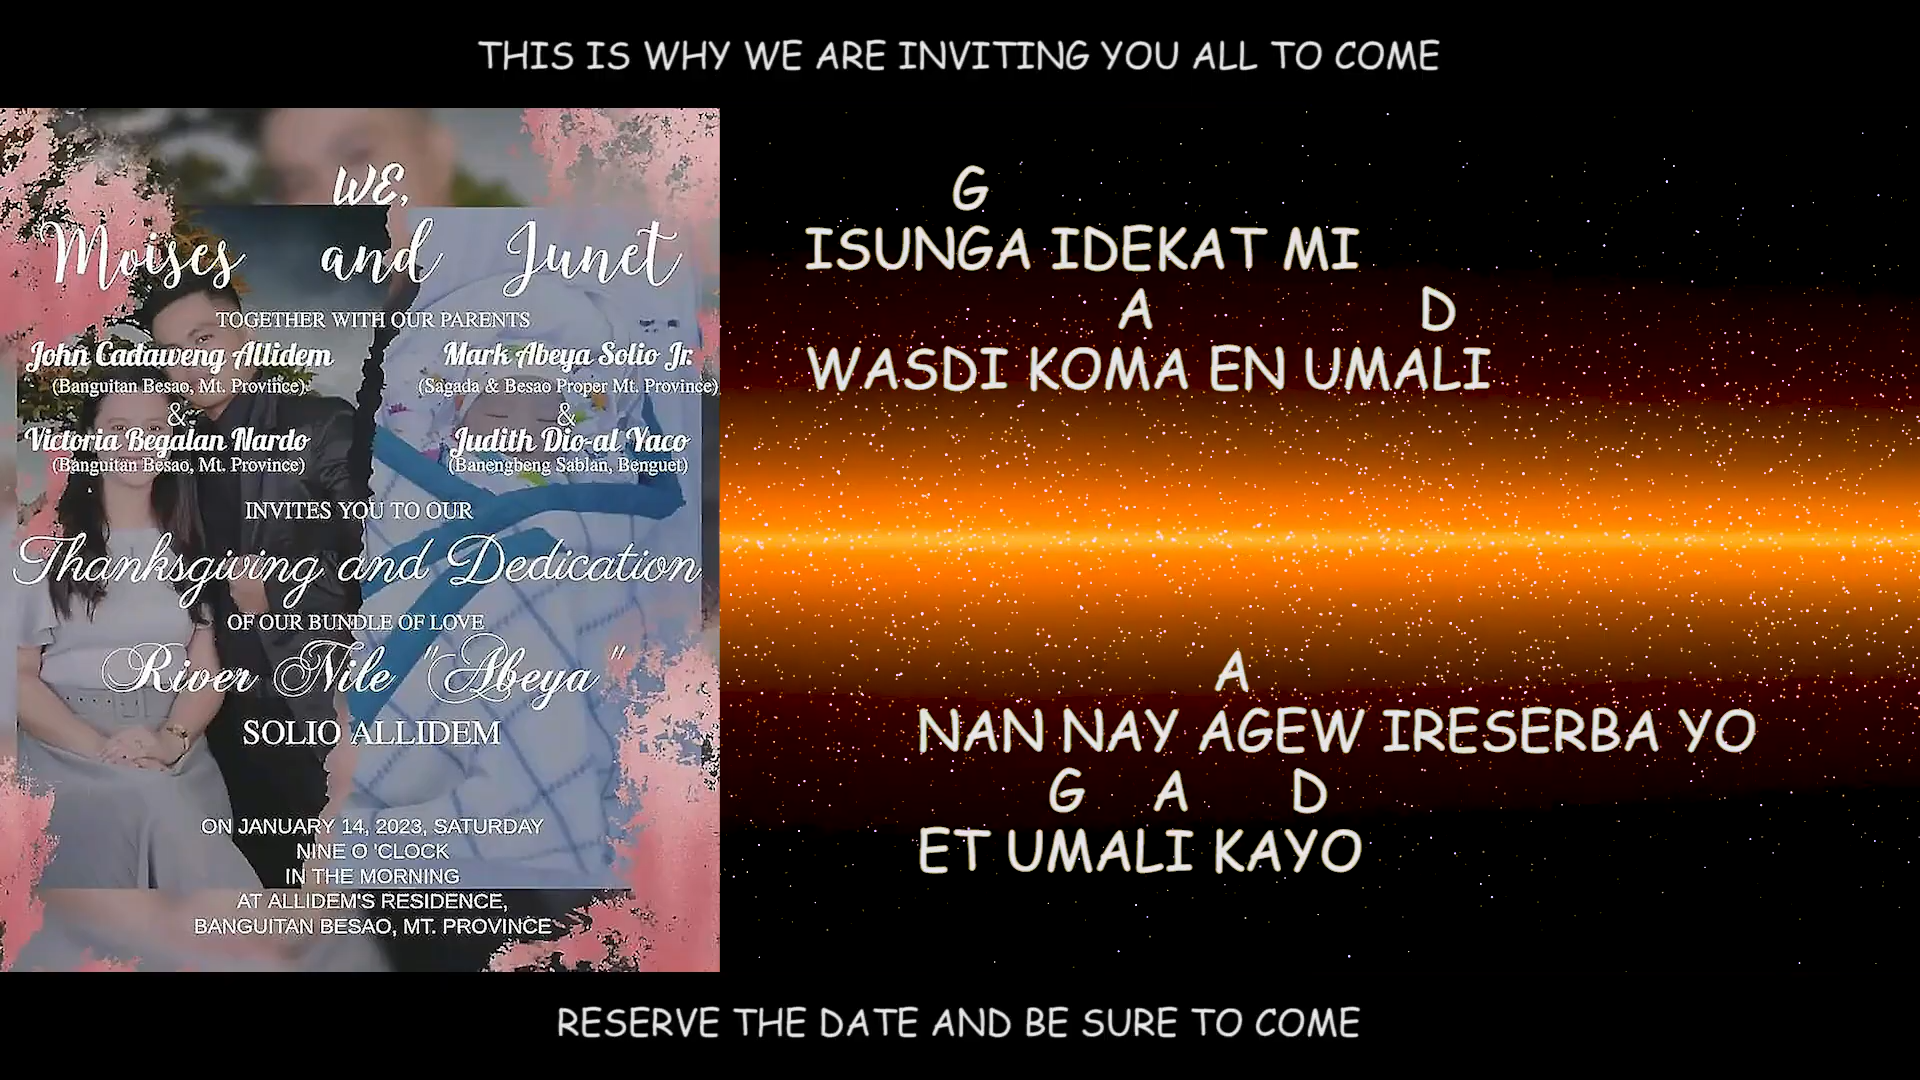 THIS IS WHY WE ARE INVITING YOU ALL TO COME
WE,
Moises and Junet
TOGETHER WITH OUR PARENTS
John Cadaweng Allidem
(Banguitan Besao, Mt. Province).
&
Victoria Begalan Nardo
(Banguitan Besao, Mt. Province)
Mark Abeya Solio Jr.
(Sagada & Besao Proper Mt. Province)
&
Judith Dio-al Yaco
(Banengbeng Sablan, Benguet)
INVITES YOU TO OUR
Thanksgiving and Dedication
OF OUR BUNDLE OF LOVE
River Nile "Abeya"
SOLIO ALLIDEM
ON JANUARY 14, 2023, SATURDAY
NINE O 'CLOCK
IN THE MORNING
AT ALLIDEM'S RESIDENCE,
BANGUITAN BESAO, MT. PROVINCE
G
ISUNGA IDEKAT MI
A D
WASDI KOMA EN UMALI
A
NAN NAY AGEW IRESERBA YO
G A D
ET UMALI KAYO
RESERVE THE DATE AND BE SURE TO COME